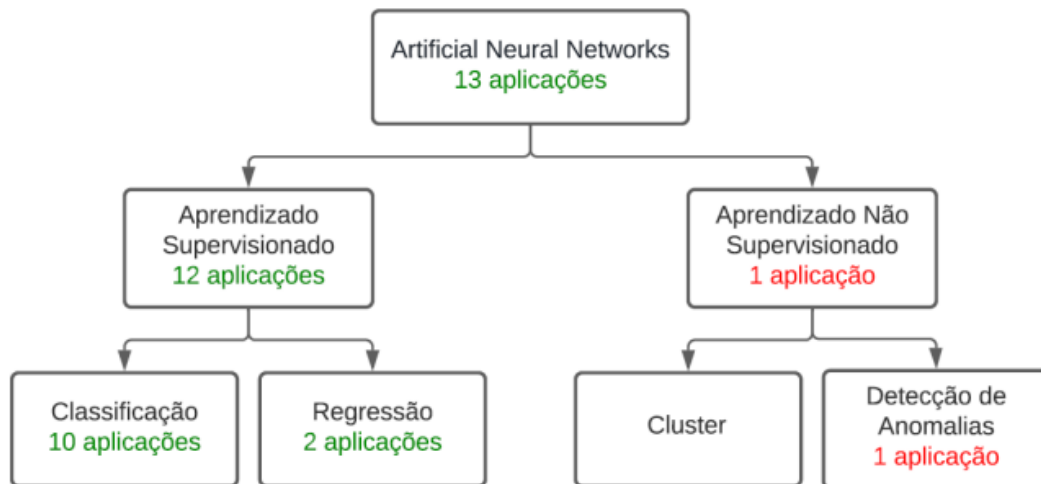 Artificial Neural Networks
13 aplicações
Aprendizado
Supervisionado
12 aplicações
Aprendizado Não
Supervisionado
1 aplicação
Classificação
10 aplicações
Regressão
2 aplicações
Cluster
Detecção de
Anomalias
1 aplicação